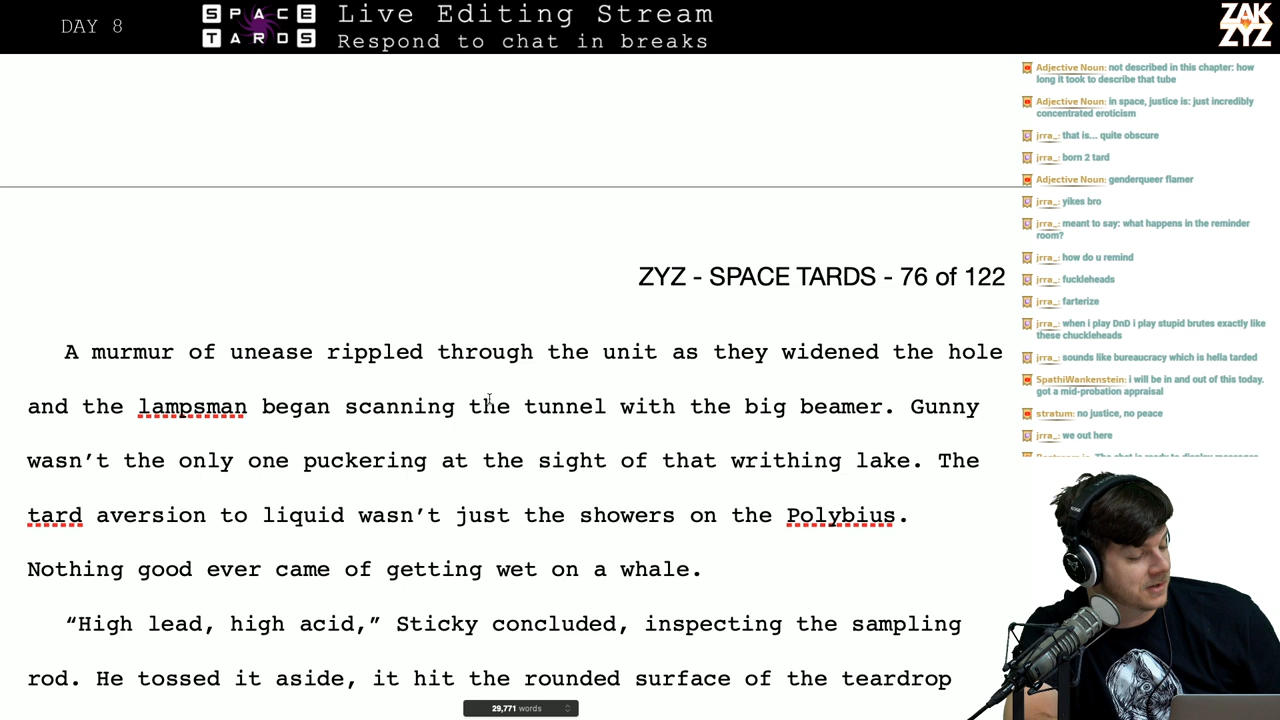 DAY 8
SPACE
TARDS
Live Editing Stream
Respond to chat in breaks
ZAK
ZYZ
ZYZ - SPACE TARDS - 76 of 122
A murmur of unease rippled through the unit as they widened the hole
and the lampsman began scanning the tunnel with the big beamer. Gunny
wasn’t the only one puckering at the sight of that writhing lake. The
tard aversion to liquid wasn’t just the showers on the Polybius.
Nothing good ever came of getting wet on a whale.
“High lead, high acid,” Sticky concluded, inspecting the sampling
rod. He tossed it aside, it hit the rounded surface of the teardrop
29,771 words
Adjective Noun: not described in this chapter: how
long it took to describe that tube
Adjective Noun: in space, justice is: just incredibly
concentrated eroticism
jrra_: that is... quite obscure
jrra_: born 2 tard
Adjective Noun: genderqueer flamer
jrra_: yikes bro
jrra_: meant to say: what happens in the reminder
room?
jrra_: how do u remind
jrra_: fuckleheads
jrra_: farterize
jrra_: when i play DnD i play stupid brutes exactly like
these chuckleheads
jrra_: sounds like bureaucracy which is hella tarded
SpathiWankenstein: i will be in and out of this today.
got a mid-probation appraisal
stratum: no justice, no peace
jrra_: we out here